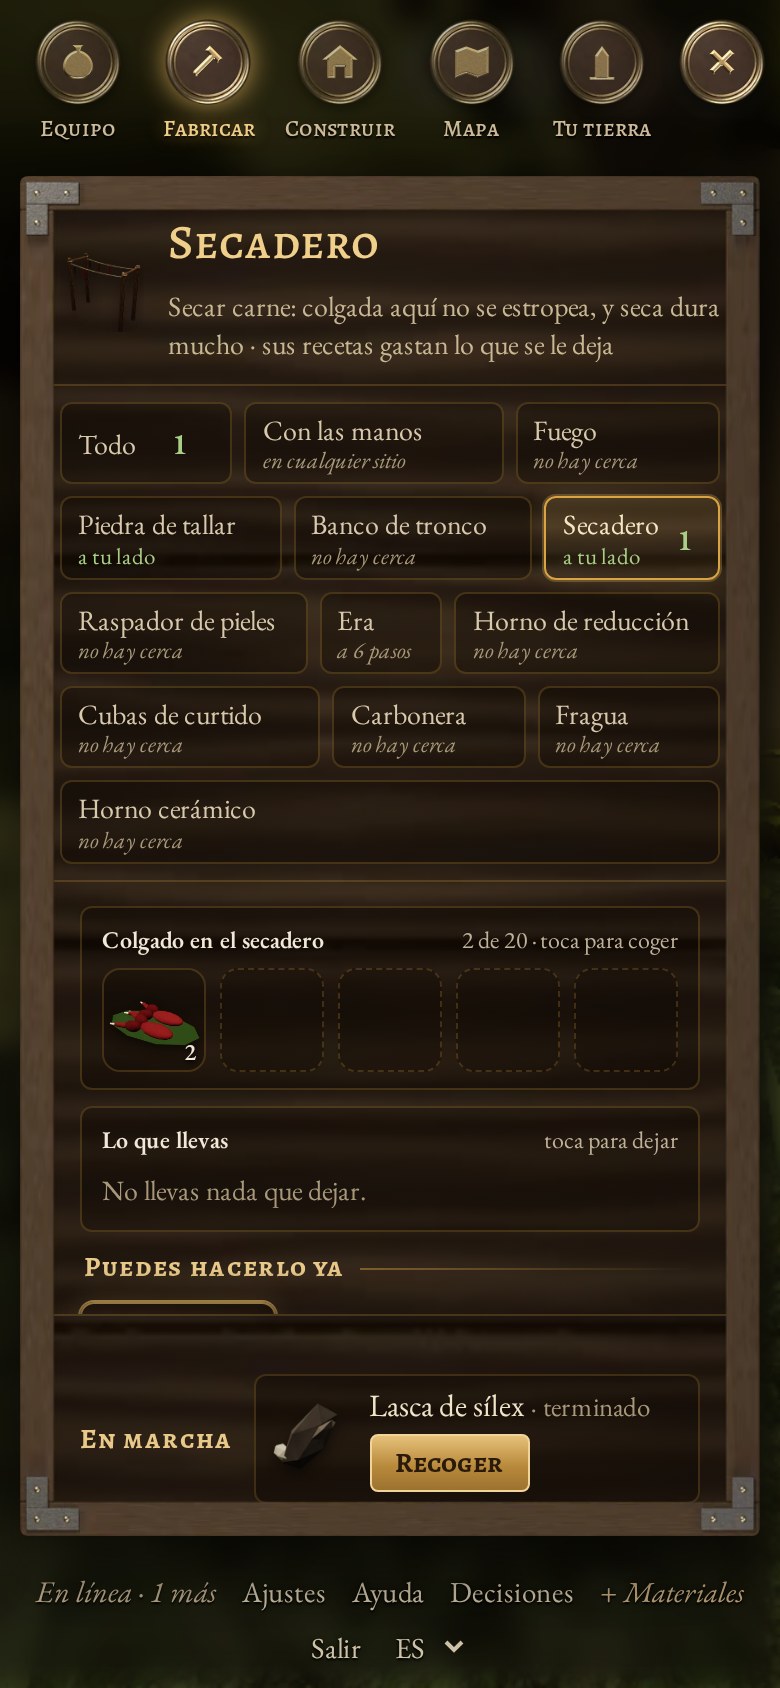 Equipo Fabricar Construir Mapa Tu tierra
Secadero
Secar carne: colgada aquí no se estropea, y seca dura
mucho · sus recetas gastan lo que se le deja
Todo 1
Con las manos
en cualquier sitio
Fuego
no hay cerca
Piedra de tallar
a tu lado
Banco de tronco
no hay cerca
Secadero 1
a tu lado
Raspador de pieles
no hay cerca
Era
a 6 pasos
Horno de reducción
no hay cerca
Cubas de curtido
no hay cerca
Carbonera
no hay cerca
Fragua
no hay cerca
Horno cerámico
no hay cerca
Colgado en el secadero 2 de 20 · toca para coger
2
Lo que llevas toca para dejar
No llevas nada que dejar.
Puedes hacerlo ya
En marcha
Lasca de sílex · terminado
Recoger
En línea · 1 más Ajustes Ayuda Decisiones + Materiales
Salir ES